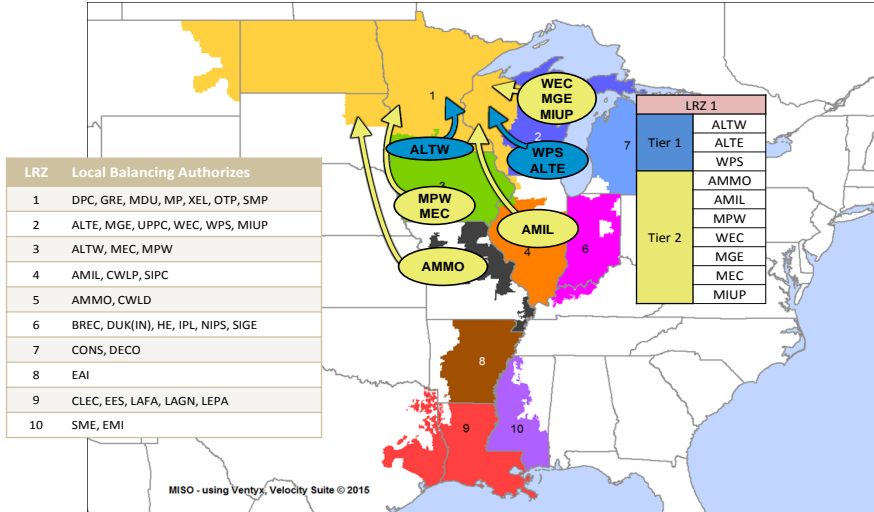 1
WEC
MGE
MIUP
2
ALTW
WPS
ALTE
7
3
MPW
MEC
AMIL
4
6
AMMO
8
9
10
MISO - using Ventyx, Velocity Suite © 2015
LRZ Local Balancing Authorizes
1 DPC, GRE, MDU, MP, XEL, OTP, SMP
2 ALTE, MGE, UPPC, WEC, WPS, MIUP
3 ALTW, MEC, MPW
4 AMIL, CWLP, SIPC
5 AMMO, CWLD
6 BREC, DUK(IN), HE, IPL, NIPS, SIGE
7 CONS, DECO
8 EAI
9 CLEC, EES, LAFA, LAGN, LEPA
10 SME, EMI
LRZ 1
Tier 1
ALTW
ALTE
WPS
Tier 2
AMMO
AMIL
MPW
WEC
MGE
MEC
MIUP